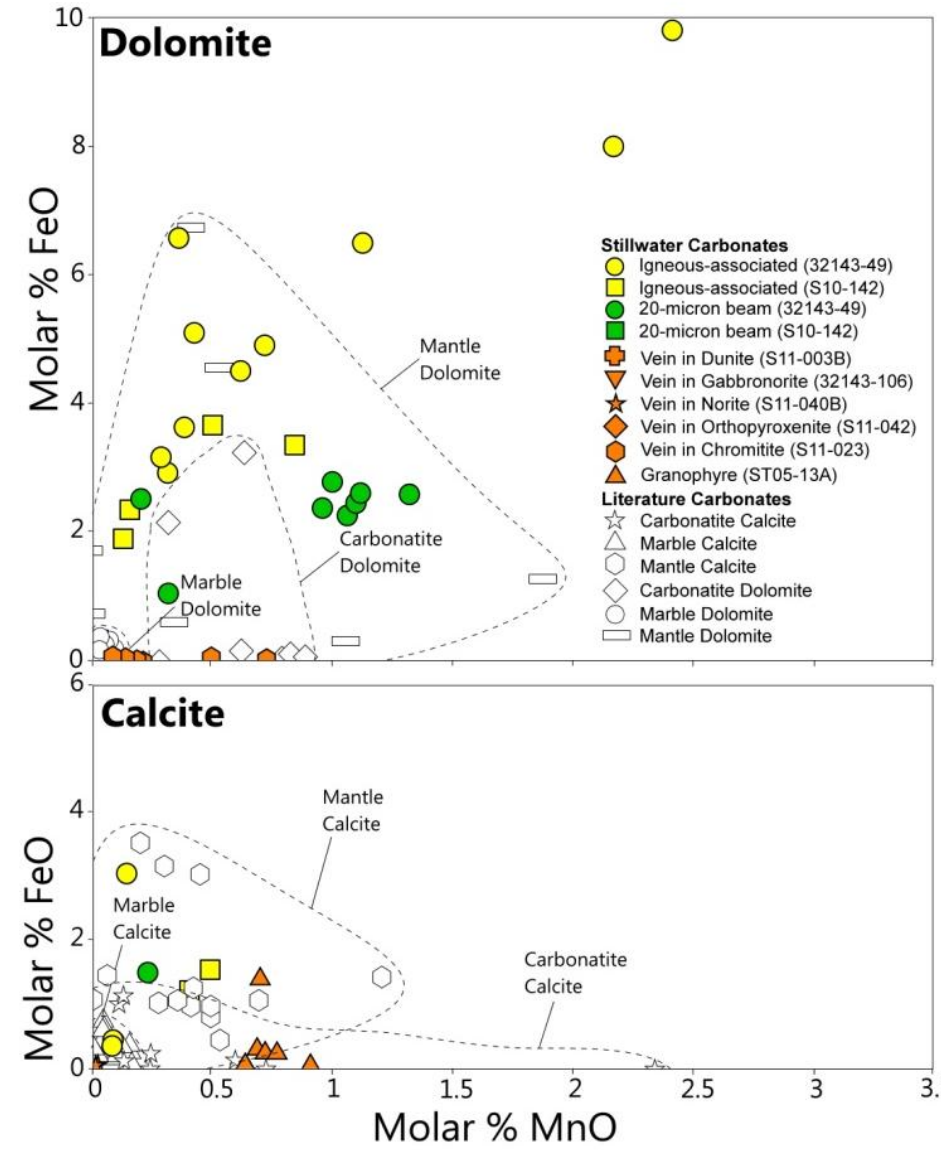 10
Dolomite
8
Stillwater Carbonates
Igneous-associated (32143-49)
Igneous-associated (S10-142)
20-micron beam (32143-49)
20-micron beam (S10-142)
Vein in Dunite (S11-003B)
Vein in Gabbronorite (32143-106)
Vein in Norite (S11-040B)
Vein in Orthopyroxenite (S11-042)
Vein in Chromitite (S11-023)
Granophyre (ST05-13A)
Literature Carbonates
Carbonatite Calcite
Marble Calcite
Mantle Calcite
Carbonatite Dolomite
Marble Dolomite
Mantle Dolomite
6
Molar % FeO
Mantle
Dolomite
4
2
Carbonatite
Dolomite
Marble
Dolomite
0
6
Calcite
Mantle
Calcite
4
Molar % FeO
Marble
Calcite
2
Carbonatite
Calcite
0
0 0.5 1 1.5 2 2.5 3 3.
Molar % MnO